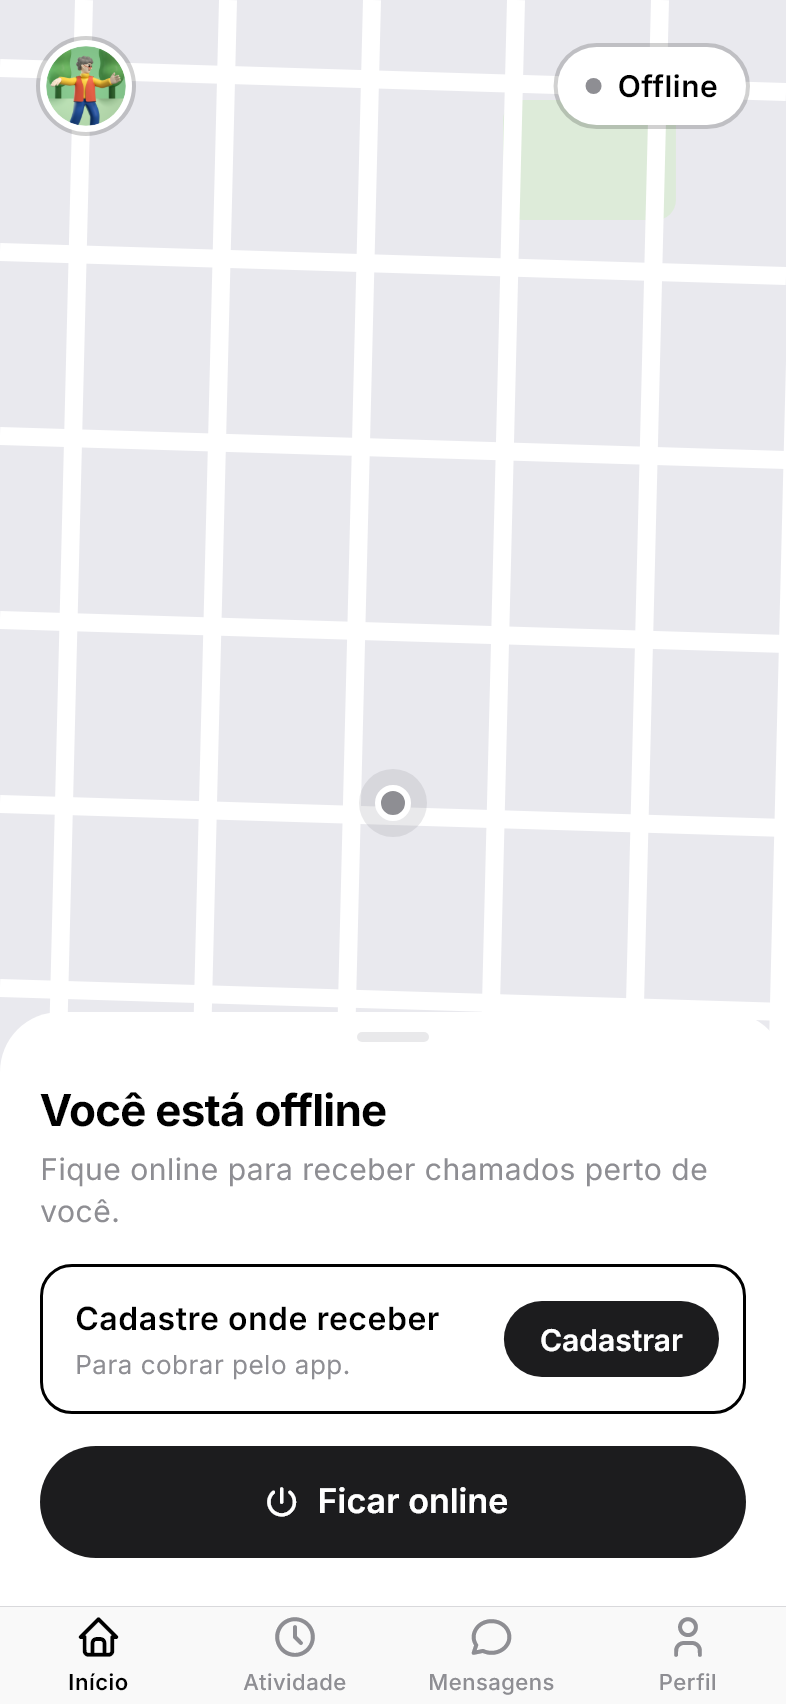 Offline
Você está offline
Fique online para receber chamados perto de
você.
Cadastre onde receber
Para cobrar pelo app.
Cadastrar
Ficar online
Início
Atividade
Mensagens
Perfil